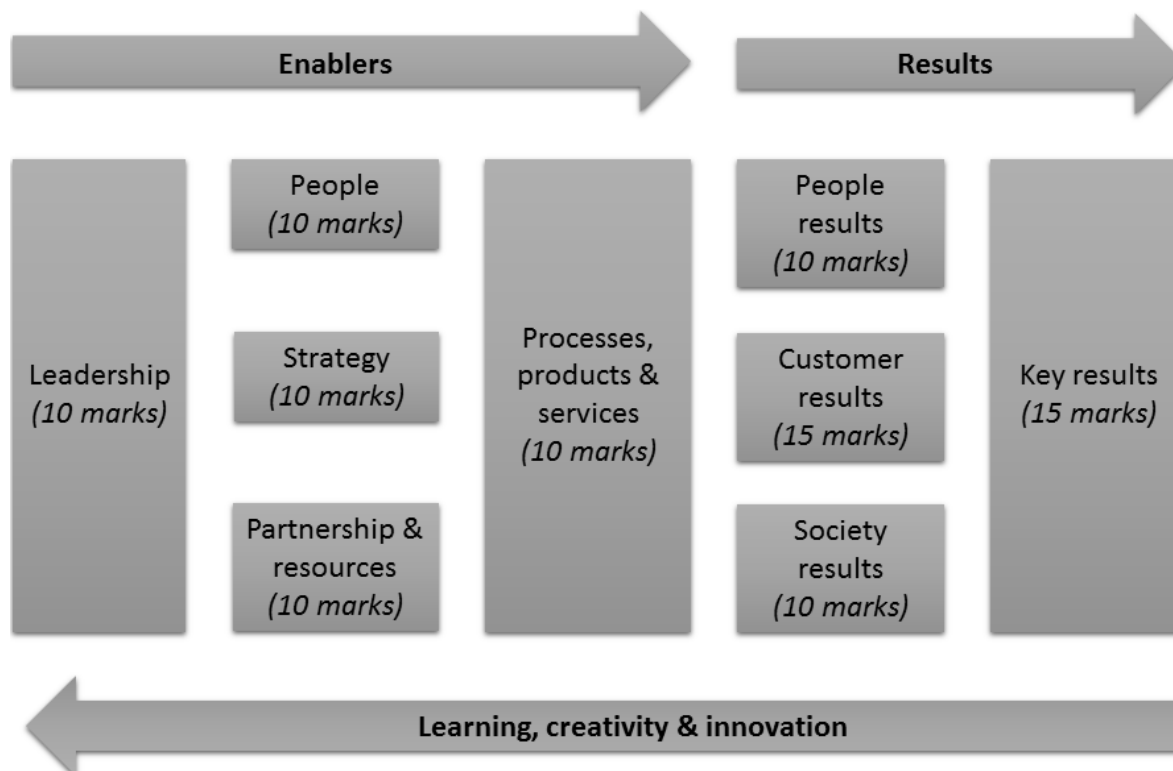 Enablers
Results
Leadership
(10 marks)
People
(10 marks)
Strategy
(10 marks)
Partnership &
resources
(10 marks)
Processes,
products &
services
(10 marks)
People
results
(10 marks)
Customer
results
(15 marks)
Society
results
(10 marks)
Key results
(15 marks)
Learning, creativity & innovation